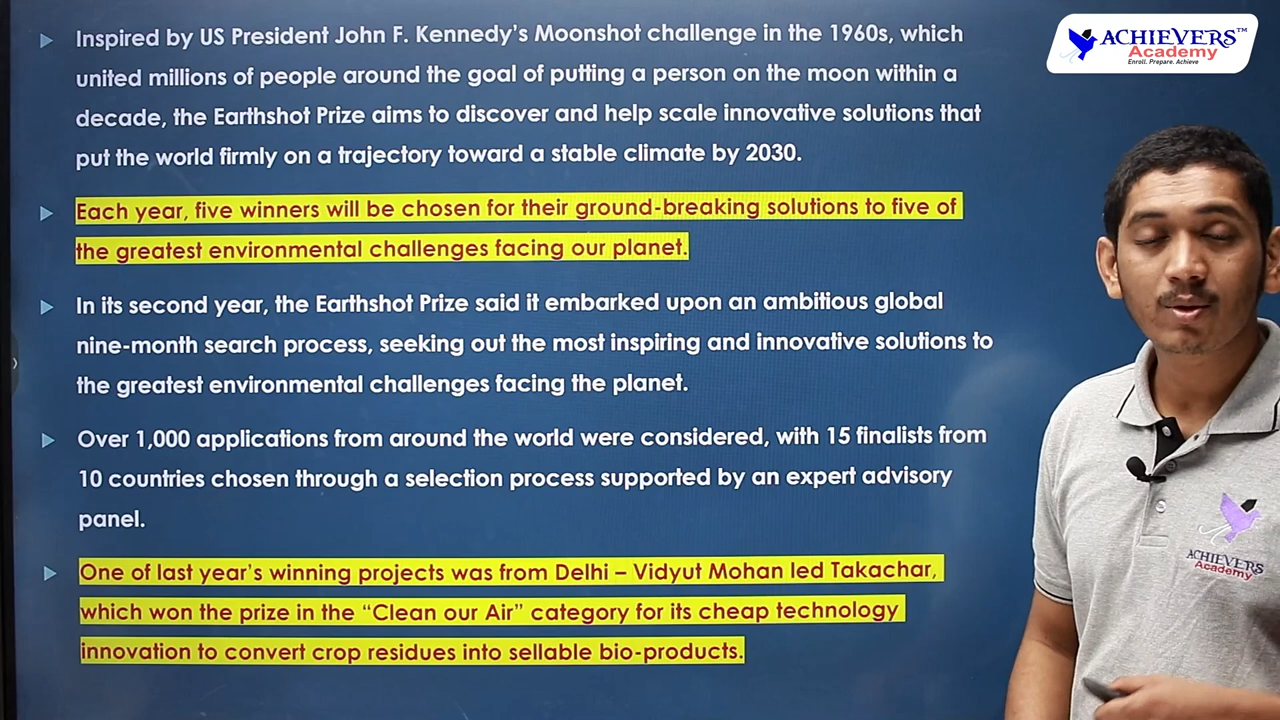 Inspired by US President John F. Kennedy's Moonshot challenge in the 1960s, which
united millions of people around the goal of putting a person on the moon within a
decade, the Earthshot Prize aims to discover and help scale innovative solutions that
put the world firmly on a trajectory toward a stable climate by 2030.
Each year, five winners will be chosen for their ground-breaking solutions to five of
the greatest environmental challenges facing our planet.
In its second year, the Earthshot Prize said it embarked upon an ambitious global
nine-month search process, seeking out the most inspiring and innovative solutions to
the greatest environmental challenges facing the planet.
Over 1,000 applications from around the world were considered, with 15 finalists from
10 countries chosen through a selection process supported by an expert advisory
panel.
One of last year's winning projects was from Delhi – Vidyut Mohan led Takachar,
which won the prize in the “Clean our Air” category for its cheap technology
innovation to convert crop residues into sellable bio-products.
ACHIEVERS™
Academy
Enroll. Prepare. Achieve
ACHIEVERS
Academy